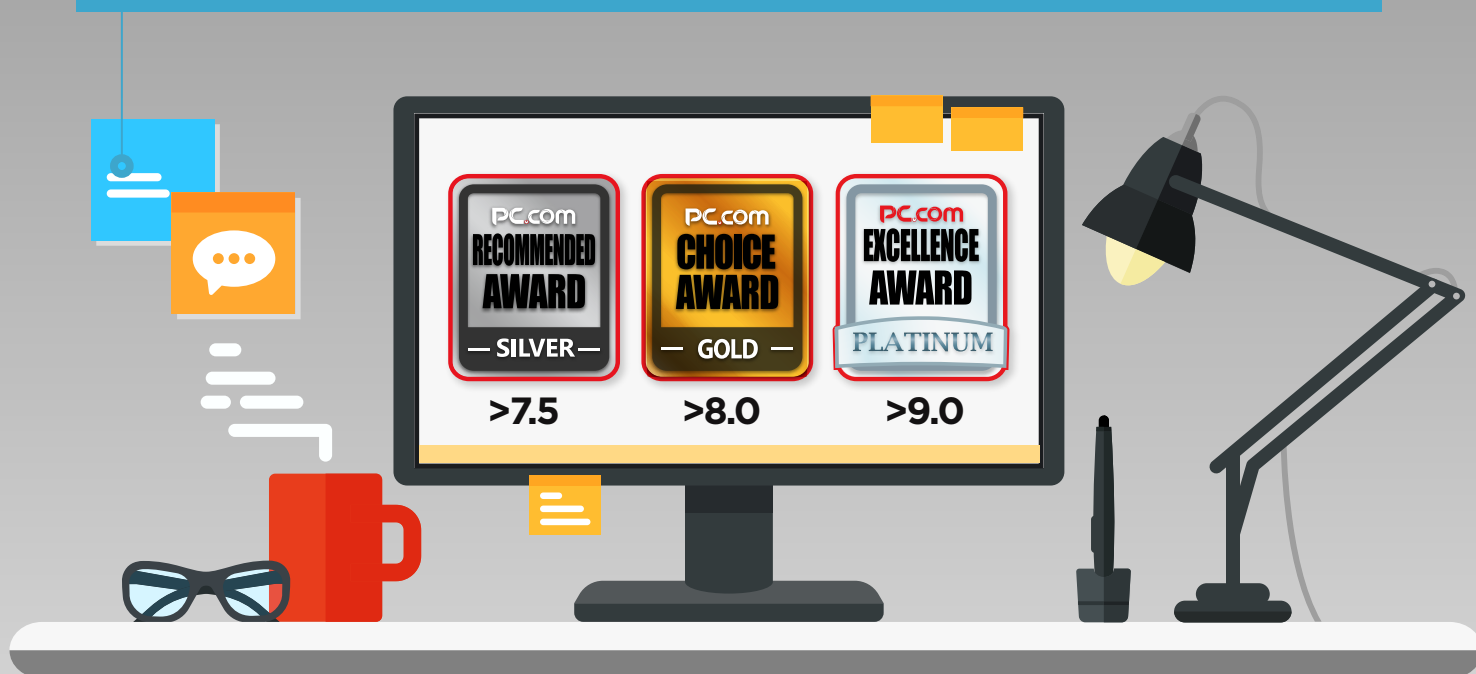 PC.com
RECOMMENDED
AWARD
SILVER
>7.5
PC.com
CHOICE
AWARD
GOLD
>8.0
PC.com
EXCELLENCE
AWARD
PLATINUM
>9.0